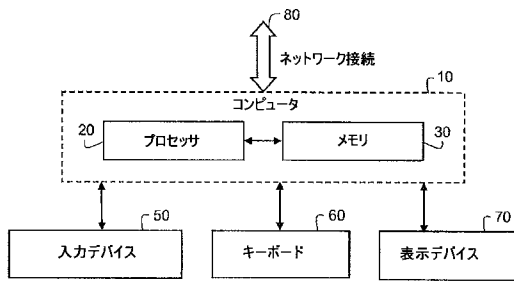 80
ネットワーク接続
10
コンピュータ
20
プロセッサ
メモリ
30
50
60
70
入力デバイス
キーボード
表示デバイス